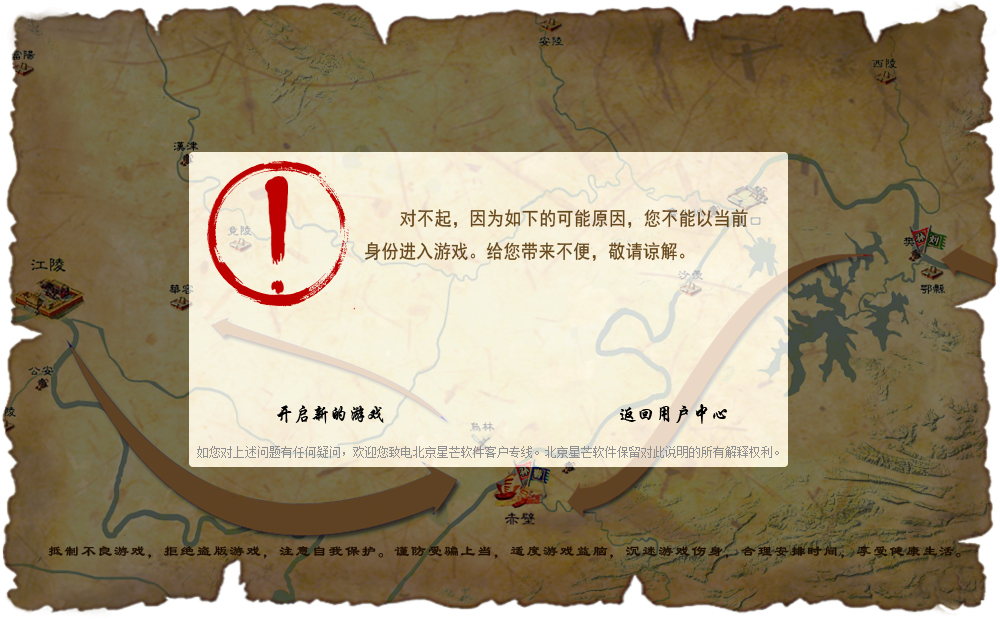 安陸
西陵
漢津
竟陵
对不起，因为如下的可能原因，您不能以当前
身份进入游戏。给您带来不便，敬请谅解。
江陵
華容
沙羨
鄂縣
公安
开启新的游戏
返回用户中心
烏林
如您对上述问题有任何疑问，欢迎您致电北京星芒软件客户专线。北京星芒软件保留对此说明的所有解释权利。
赤壁
抵制不良游戏，拒绝盗版游戏，注意自我保护。谨防受骗上当，适度游戏益脑，沉迷游戏伤身，合理安排时间，享受健康生活。